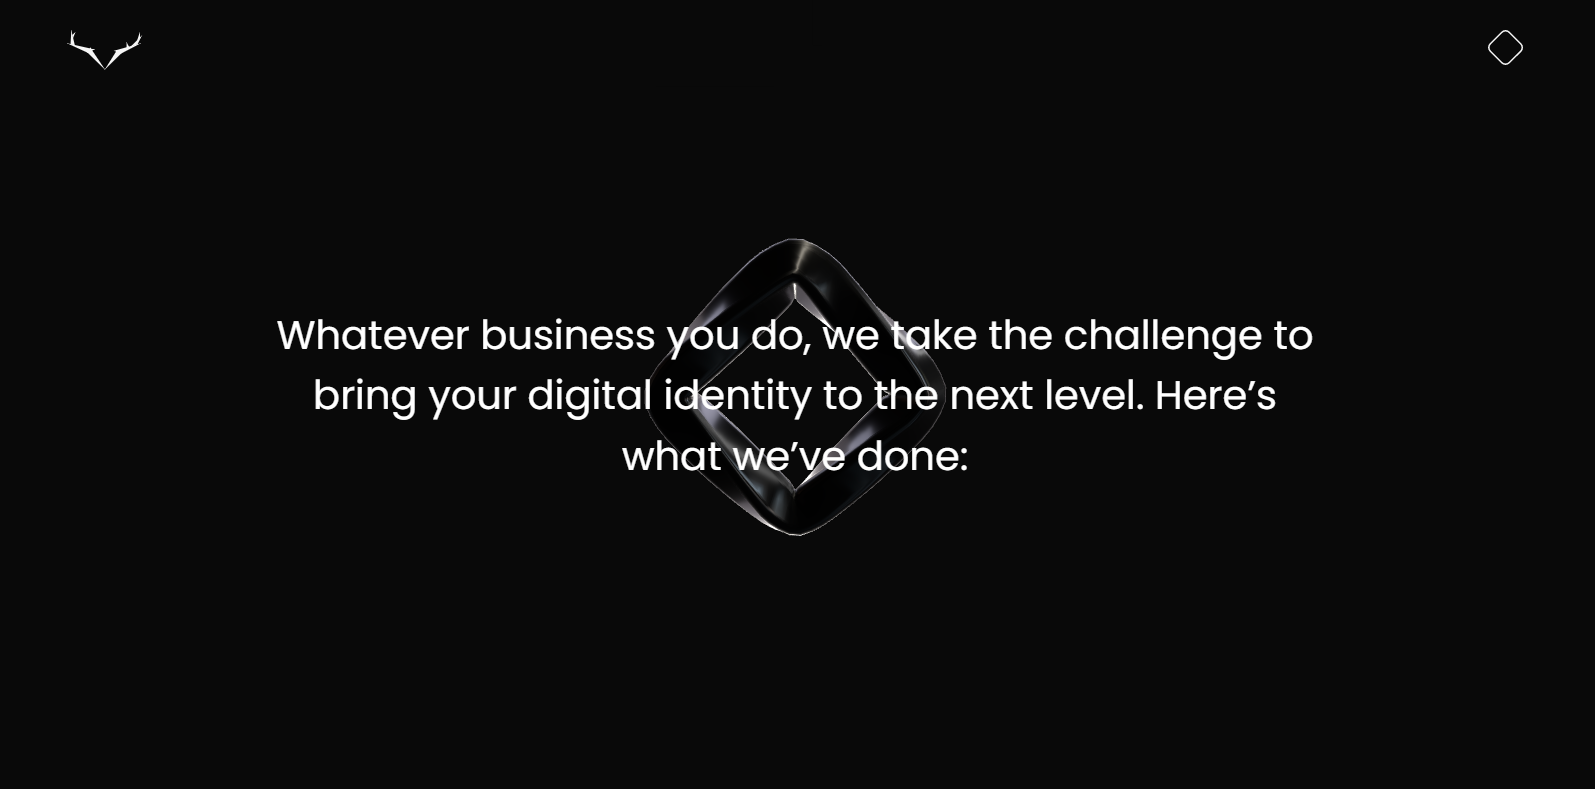 Whatever business you do, we take the challenge to
bring your digital identity to the next level. Here’s
what we’ve done: